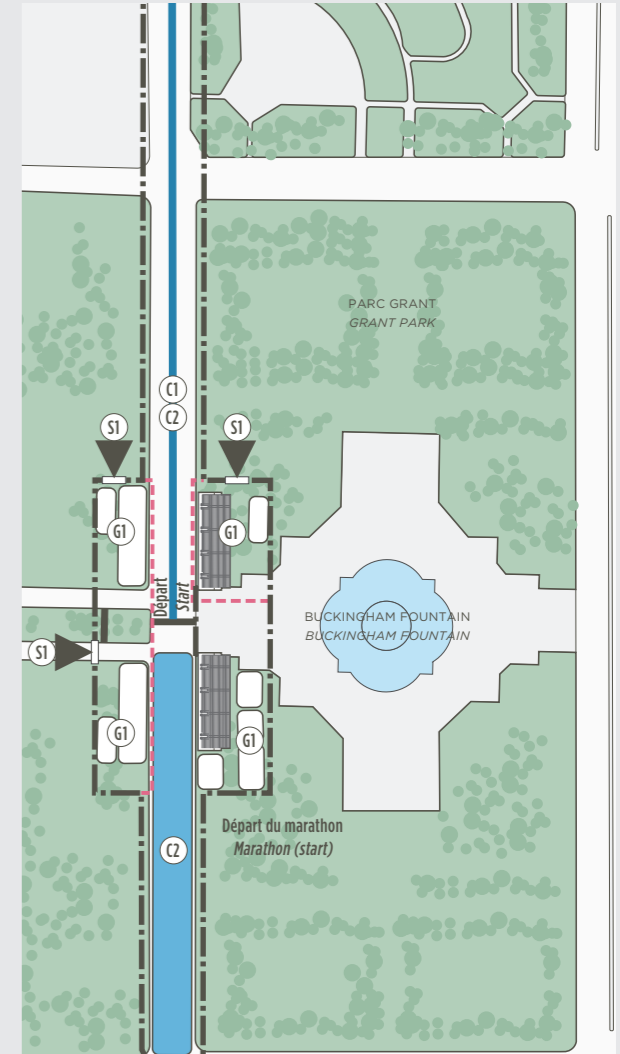 PARC GRANT
GRANT PARK
C1
C2
S1
S1
G1
G1
Départ
Start
BUCKINGHAM FOUNTAIN
BUCKINGHAM FOUNTAIN
S1
G1
G1
Départ du marathon
Marathon (start)
C2